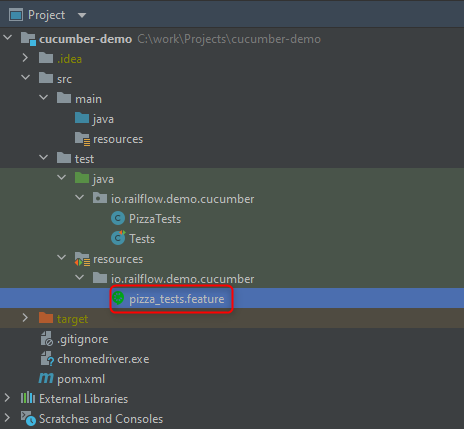 Project
cucumber-demo C:\work\Projects\cucumber-demo
.idea
src
main
java
resources
test
java
io.railflow.demo.cucumber
PizzaTests
Tests
resources
io.railflow.demo.cucumber
pizza_tests.feature
target
.gitignore
chromedriver.exe
m pom.xml
External Libraries
Scratches and Consoles